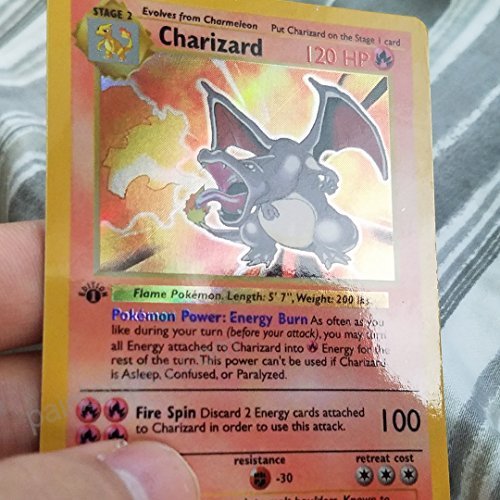 STAGE 2
Evolves from Charmeleon
Put Charizard on the Stage 1 card
Charizard
120 HP
EDITION
1
Flame Pokémon. Length: 5' 7", Weight: 200 lbs.
Pokémon Power: Energy Burn As often as you
like during your turn (before your attack), you may turn
all Energy attached to Charizard into Energy for the
rest of the turn. This power can't be used if Charizard
is Asleep, Confused, or Paralyzed.
Fire Spin Discard 2 Energy cards attached
to Charizard in order to use this attack.
100
resistance
-30
retreat cost